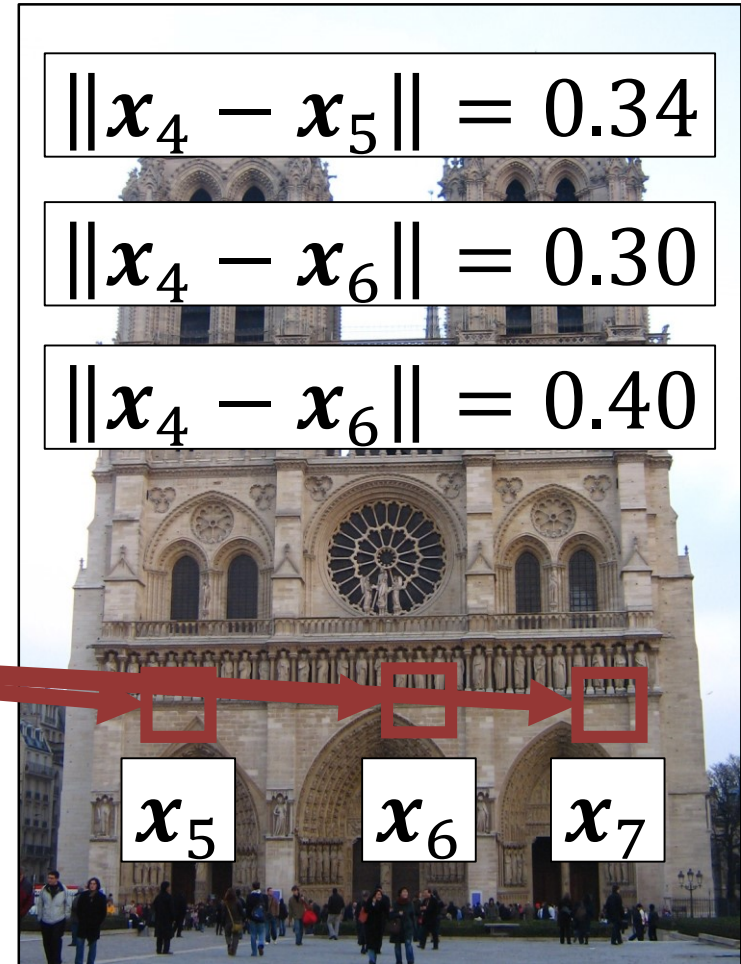 ‖𝒙₄ − 𝒙₅‖ = 0.34
‖𝒙₄ − 𝒙₆‖ = 0.30
‖𝒙₄ − 𝒙₆‖ = 0.40
𝒙₅ 𝒙₆ 𝒙₇